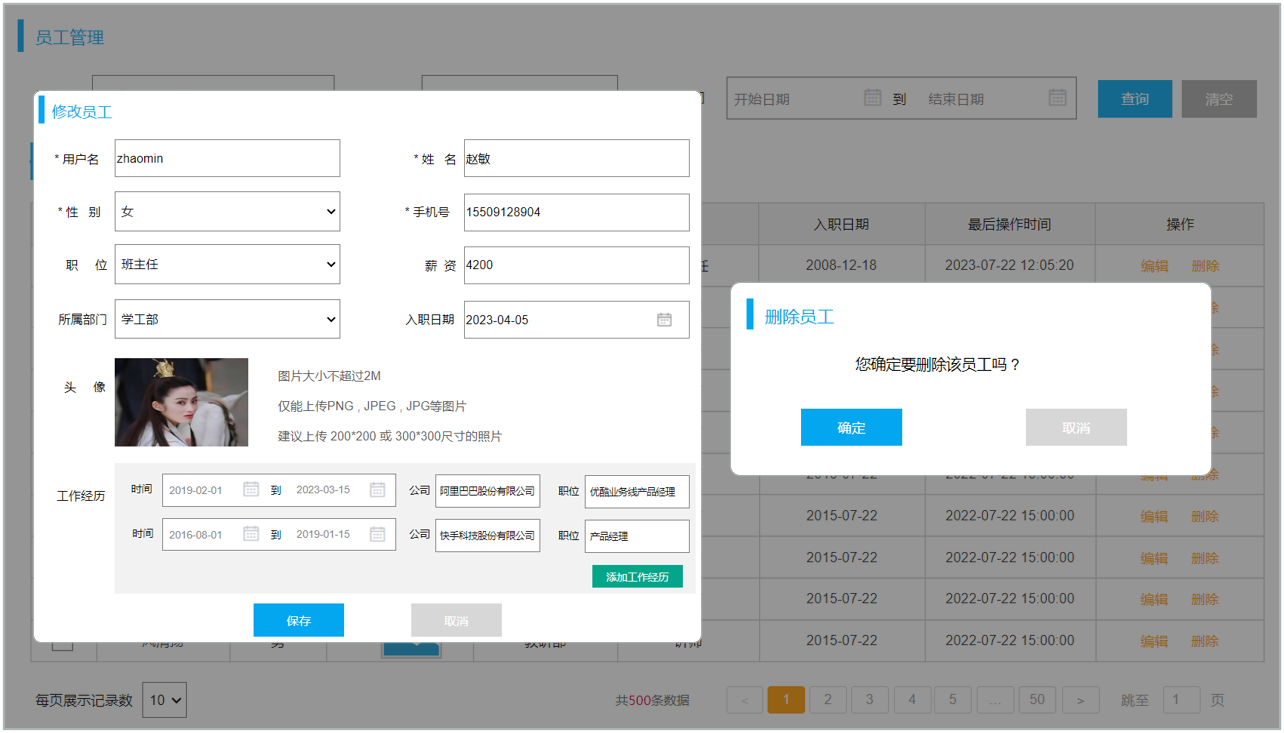 员工管理
开始日期 到 结束日期 查询 清空
修改员工
* 用户名 zhaomin * 姓 名 赵敏
* 性 别 女 * 手机号 15509128904
职 位 班主任 薪 资 4200
所属部门 学工部 入职日期 2023-04-05
头 像
图片大小不超过2M
仅能上传PNG , JPEG , JPG等图片
建议上传 200*200 或 300*300尺寸的照片
工作经历
时间 2019-02-01 到 2023-03-15 公司 阿里巴巴股份有限公司 职位 优酷业务线产品经理
时间 2016-08-01 到 2019-01-15 公司 快手科技股份有限公司 职位 产品经理
添加工作经历
保存 取消
入职日期 最后操作时间 操作
任 2008-12-18 2023-07-22 12:05:20 编辑 删除
删除员工
您确定要删除该员工吗？
确定 取消
2015-07-22 2022-07-22 15:00:00 编辑 删除
2015-07-22 2022-07-22 15:00:00 编辑 删除
2015-07-22 2022-07-22 15:00:00 编辑 删除
2015-07-22 2022-07-22 15:00:00 编辑 删除
每页展示记录数 10 共500条数据 < 1 2 3 4 5 ... 50 > 跳至 1 页